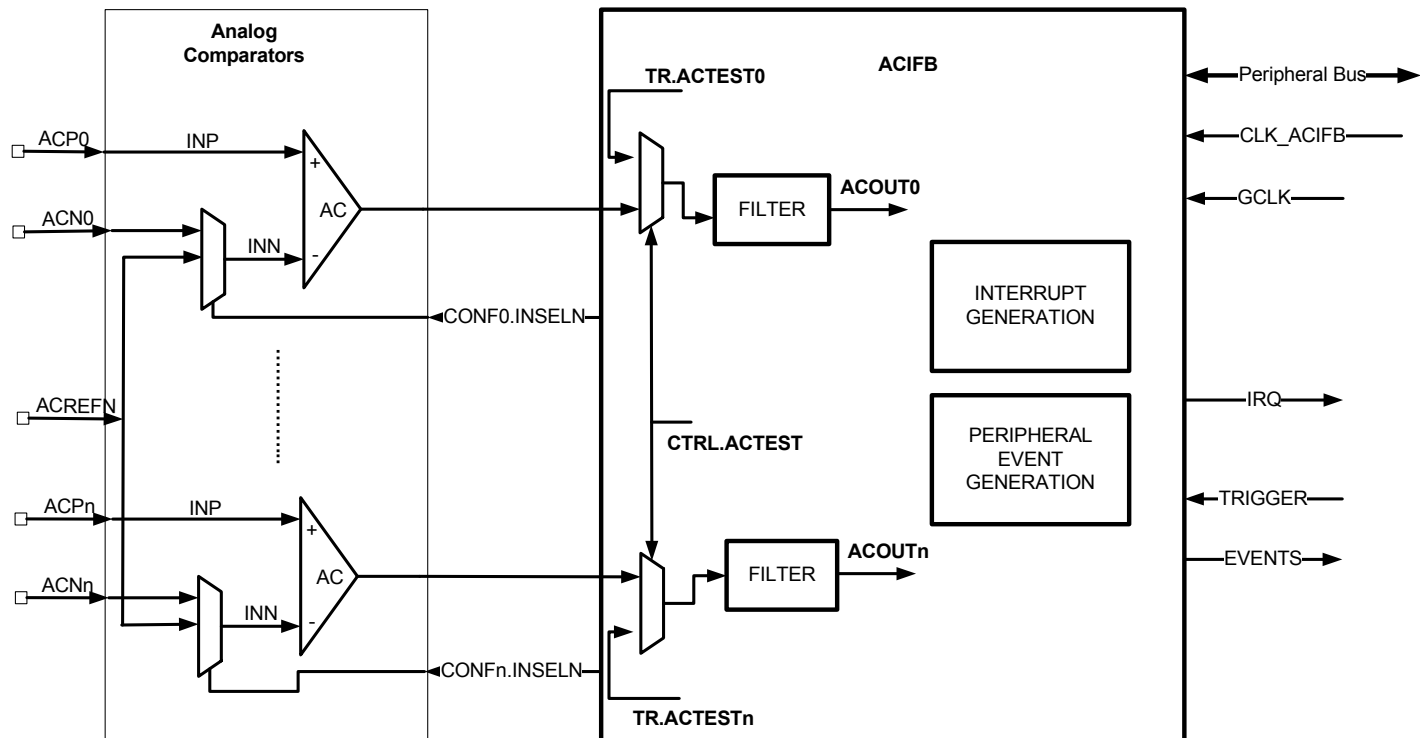 Analog
Comparators
ACIFB
TR.ACTEST0
Peripheral Bus
ACP0
INP
+
CLK_ACIFB
AC
ACOUT0
FILTER
GCLK
ACN0
INN
-
INTERRUPT
GENERATION
CONF0.INSELN
ACREFN
IRQ
CTRL.ACTEST
PERIPHERAL
EVENT
GENERATION
ACPn
INP
+
TRIGGER
ACOUTn
EVENTS
FILTER
AC
ACNn
INN
-
CONFn.INSELN
TR.ACTESTn